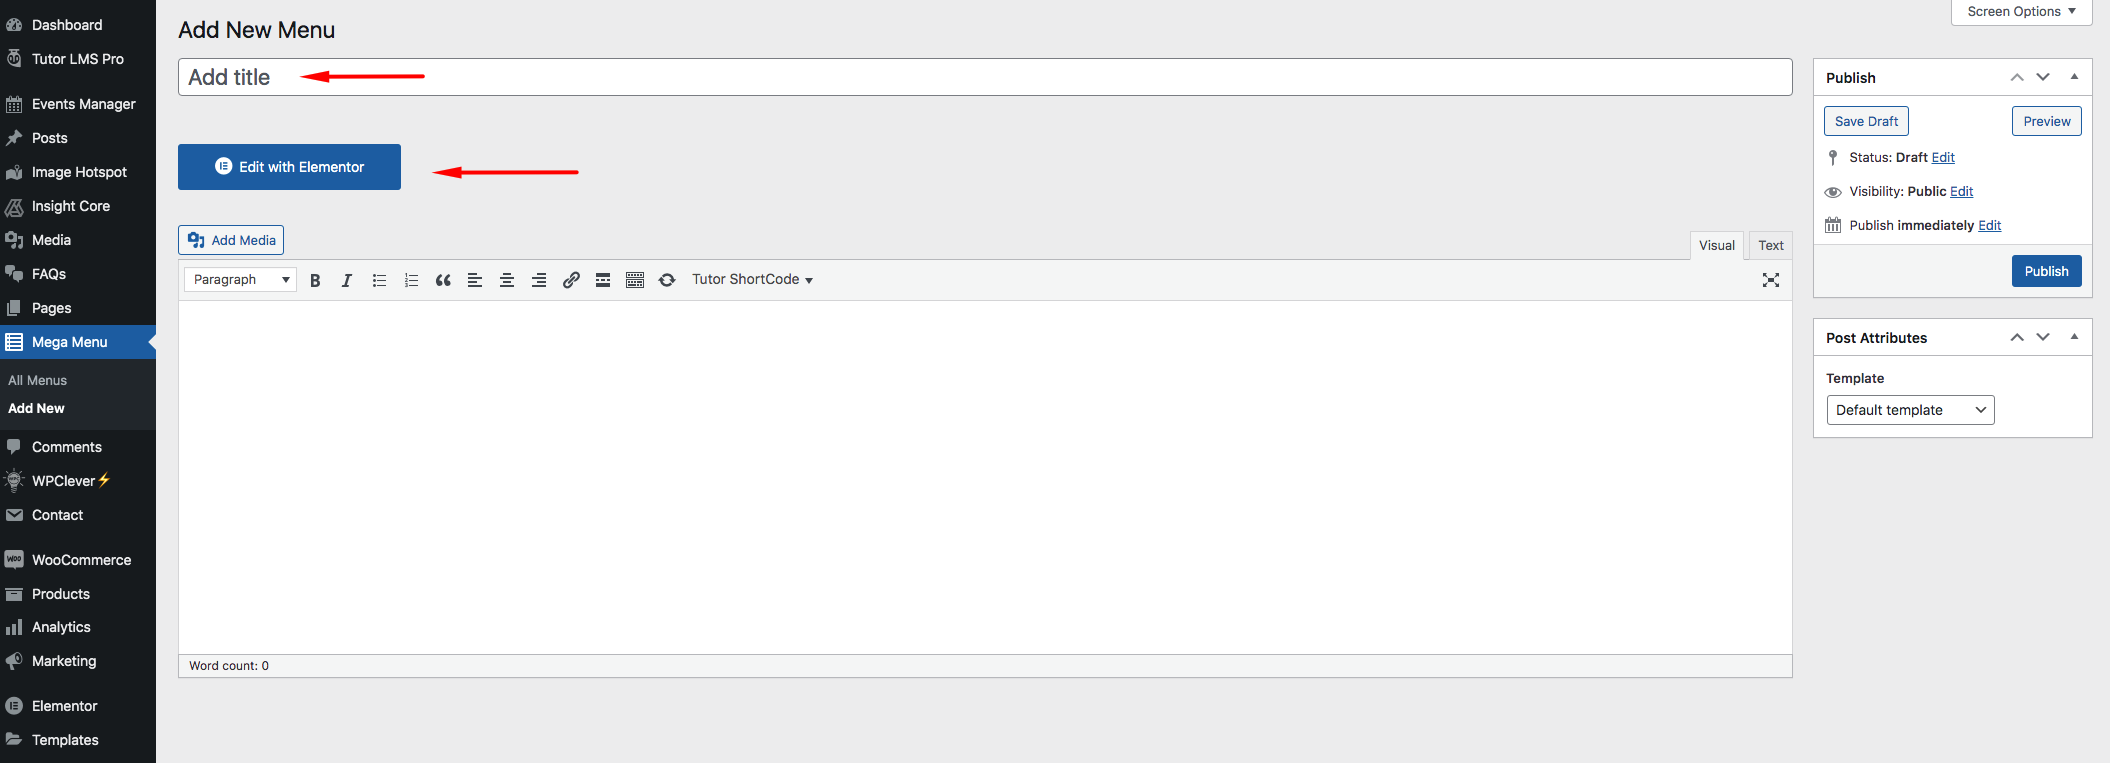 Dashboard
Tutor LMS Pro
Events Manager
Posts
Image Hotspot
Insight Core
Media
FAQs
Pages
Mega Menu
All Menus
Add New
Comments
WPClever⚡
Contact
WooCommerce
Products
Analytics
Marketing
Elementor
Templates
Screen Options
Add New Menu
Add title
Edit with Elementor
Add Media
Visual Text
Paragraph B I Tutor ShortCode
Word count: 0
Publish
Save Draft Preview
Status: Draft Edit
Visibility: Public Edit
Publish immediately Edit
Publish
Post Attributes
Template
Default template